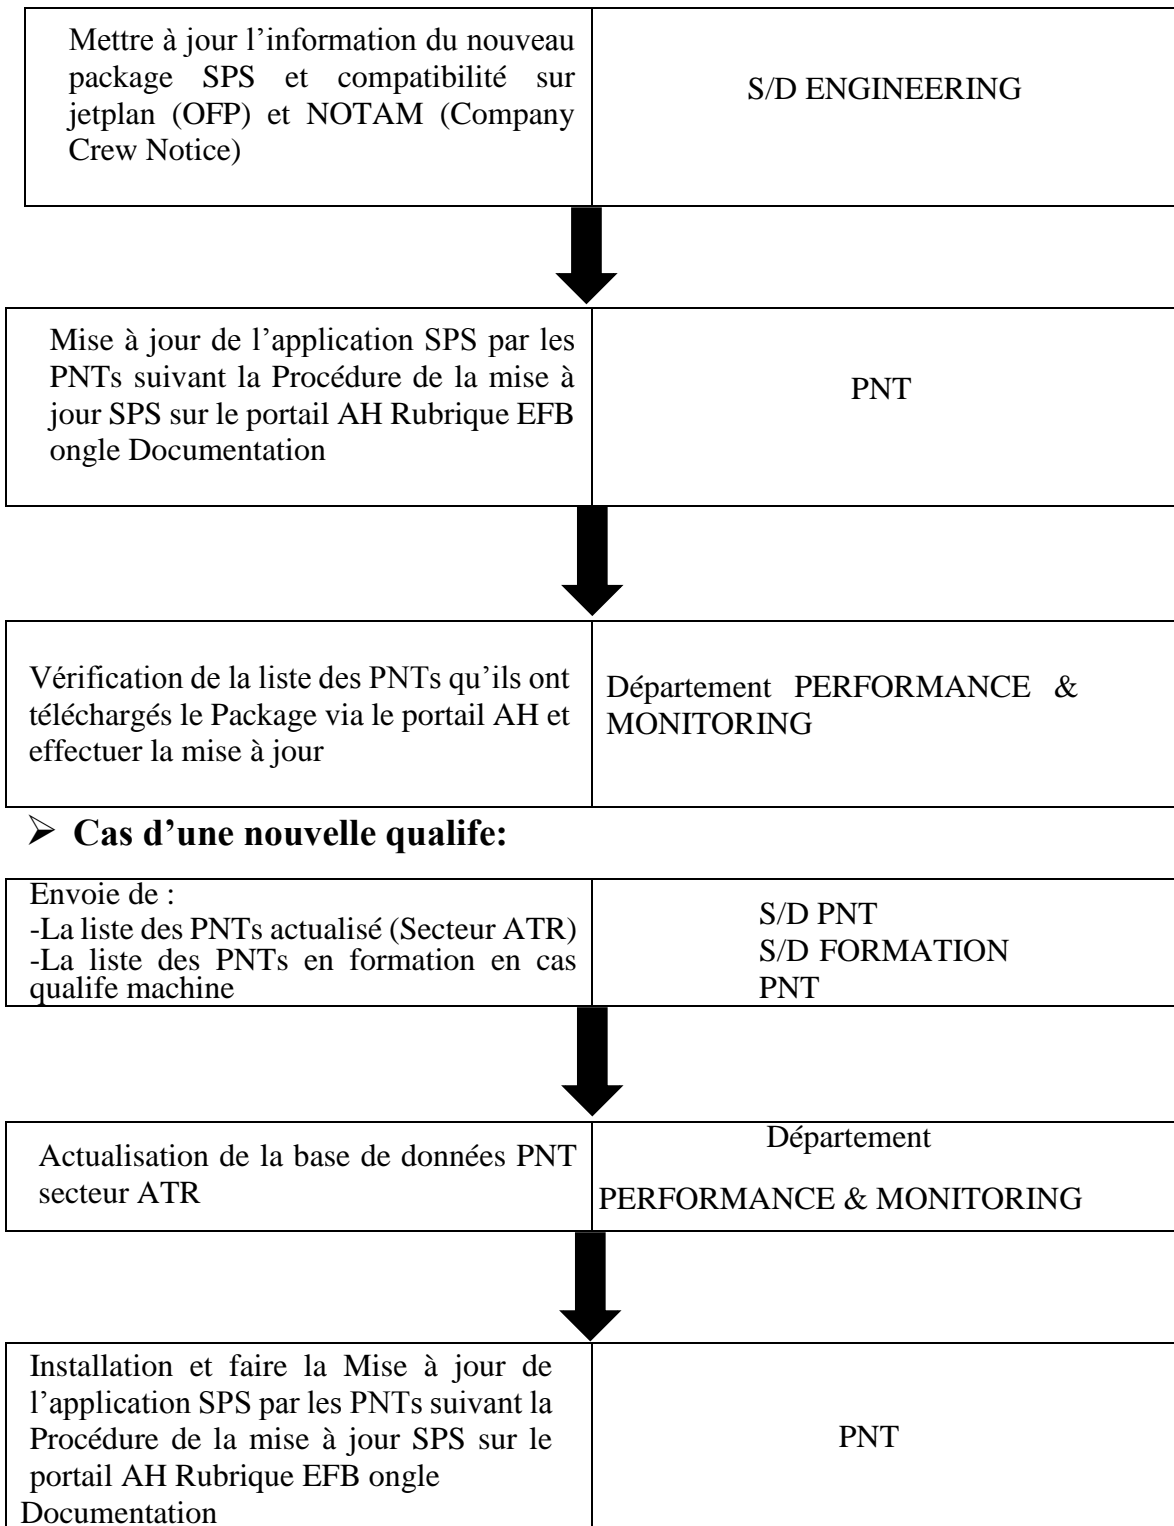 Mettre à jour l’information du nouveau
package SPS et compatibilité sur
jetplan (OFP) et NOTAM (Company
Crew Notice)
S/D ENGINEERING
Mise à jour de l’application SPS par les
PNTs suivant la Procédure de la mise à
jour SPS sur le portail AH Rubrique EFB
ongle Documentation
PNT
Vérification de la liste des PNTs qu’ils ont
téléchargés le Package via le portail AH et
effectuer la mise à jour
Département PERFORMANCE &
MONITORING
➢ Cas d’une nouvelle qualife:
Envoie de :
-La liste des PNTs actualisé (Secteur ATR)
-La liste des PNTs en formation en cas
qualife machine
S/D PNT
S/D FORMATION
PNT
Actualisation de la base de données PNT
secteur ATR
Département
PERFORMANCE & MONITORING
Installation et faire la Mise à jour de
l’application SPS par les PNTs suivant la
Procédure de la mise à jour SPS sur le
portail AH Rubrique EFB ongle
Documentation
PNT